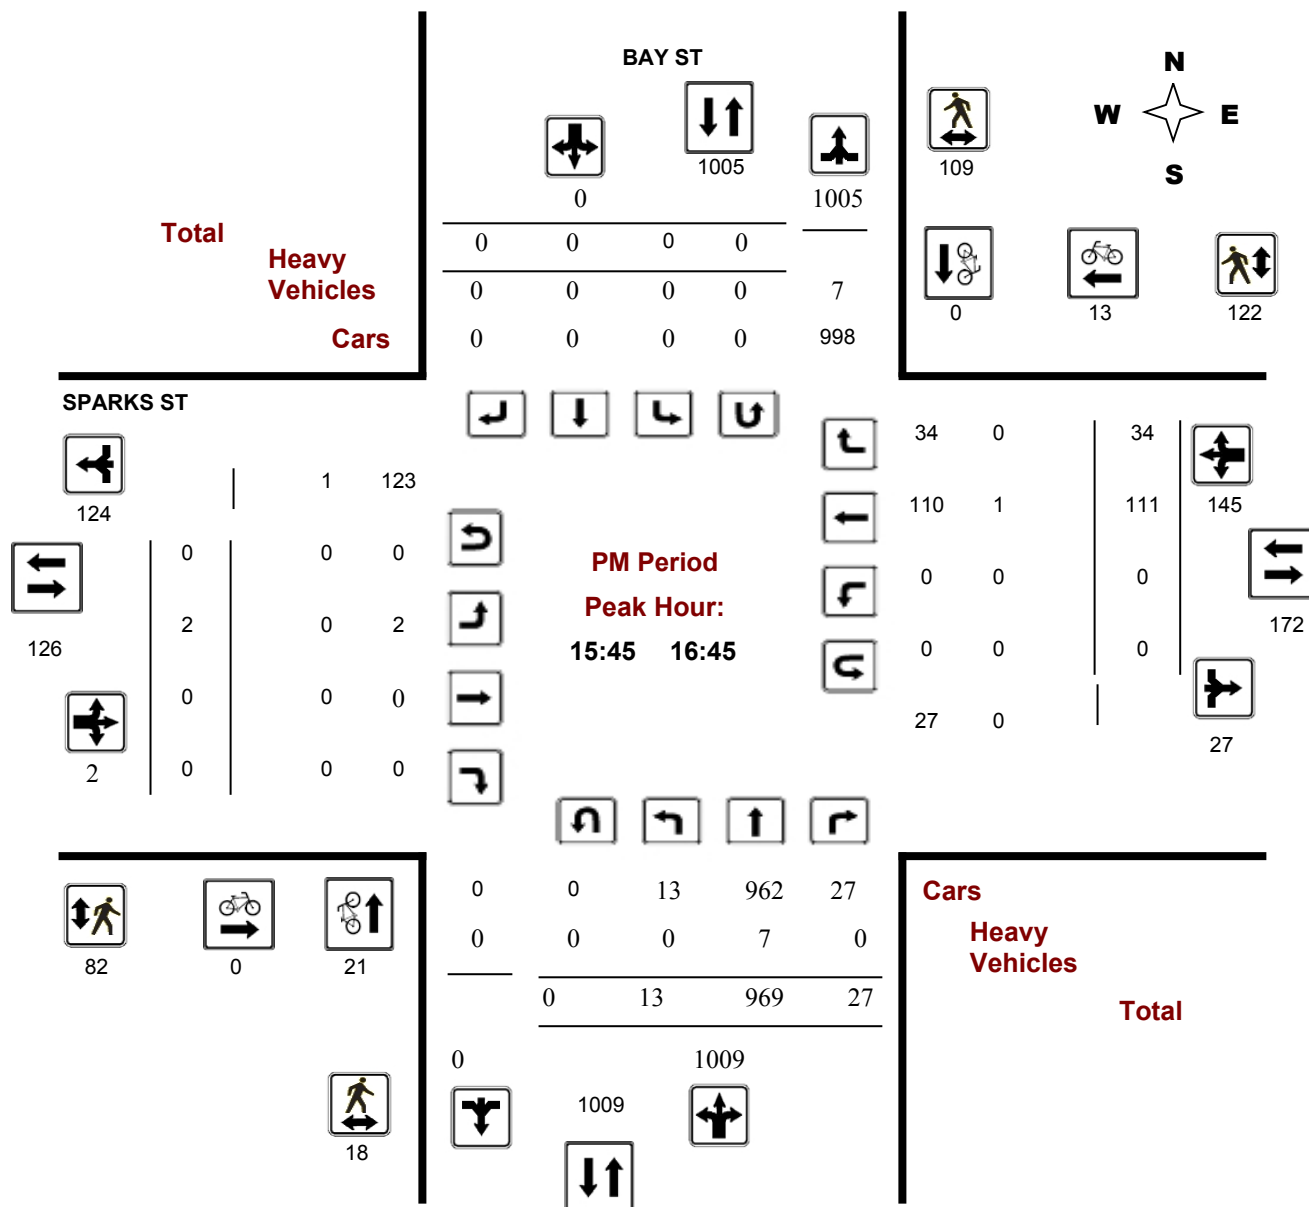 BAY ST
N
W E
S
1005
109
0 1005
Total 0 0 0 0
Heavy
Vehicles 0 0 0 0 7
0 13 122
Cars 0 0 0 0 998
SPARKS ST
34 0 34
1 123
124
110 1 111 145
0 0 0
PM Period
0 0 0
Peak Hour:
2 0 2
172
126
15:45 16:45
0 0 0
0 0 0
27 0
27
2
0 0 0
0 0 13 962 27
Cars
0 0 0 7 0
Heavy
Vehicles
82 0 21
0 13 969 27
Total
0 1009
1009
18